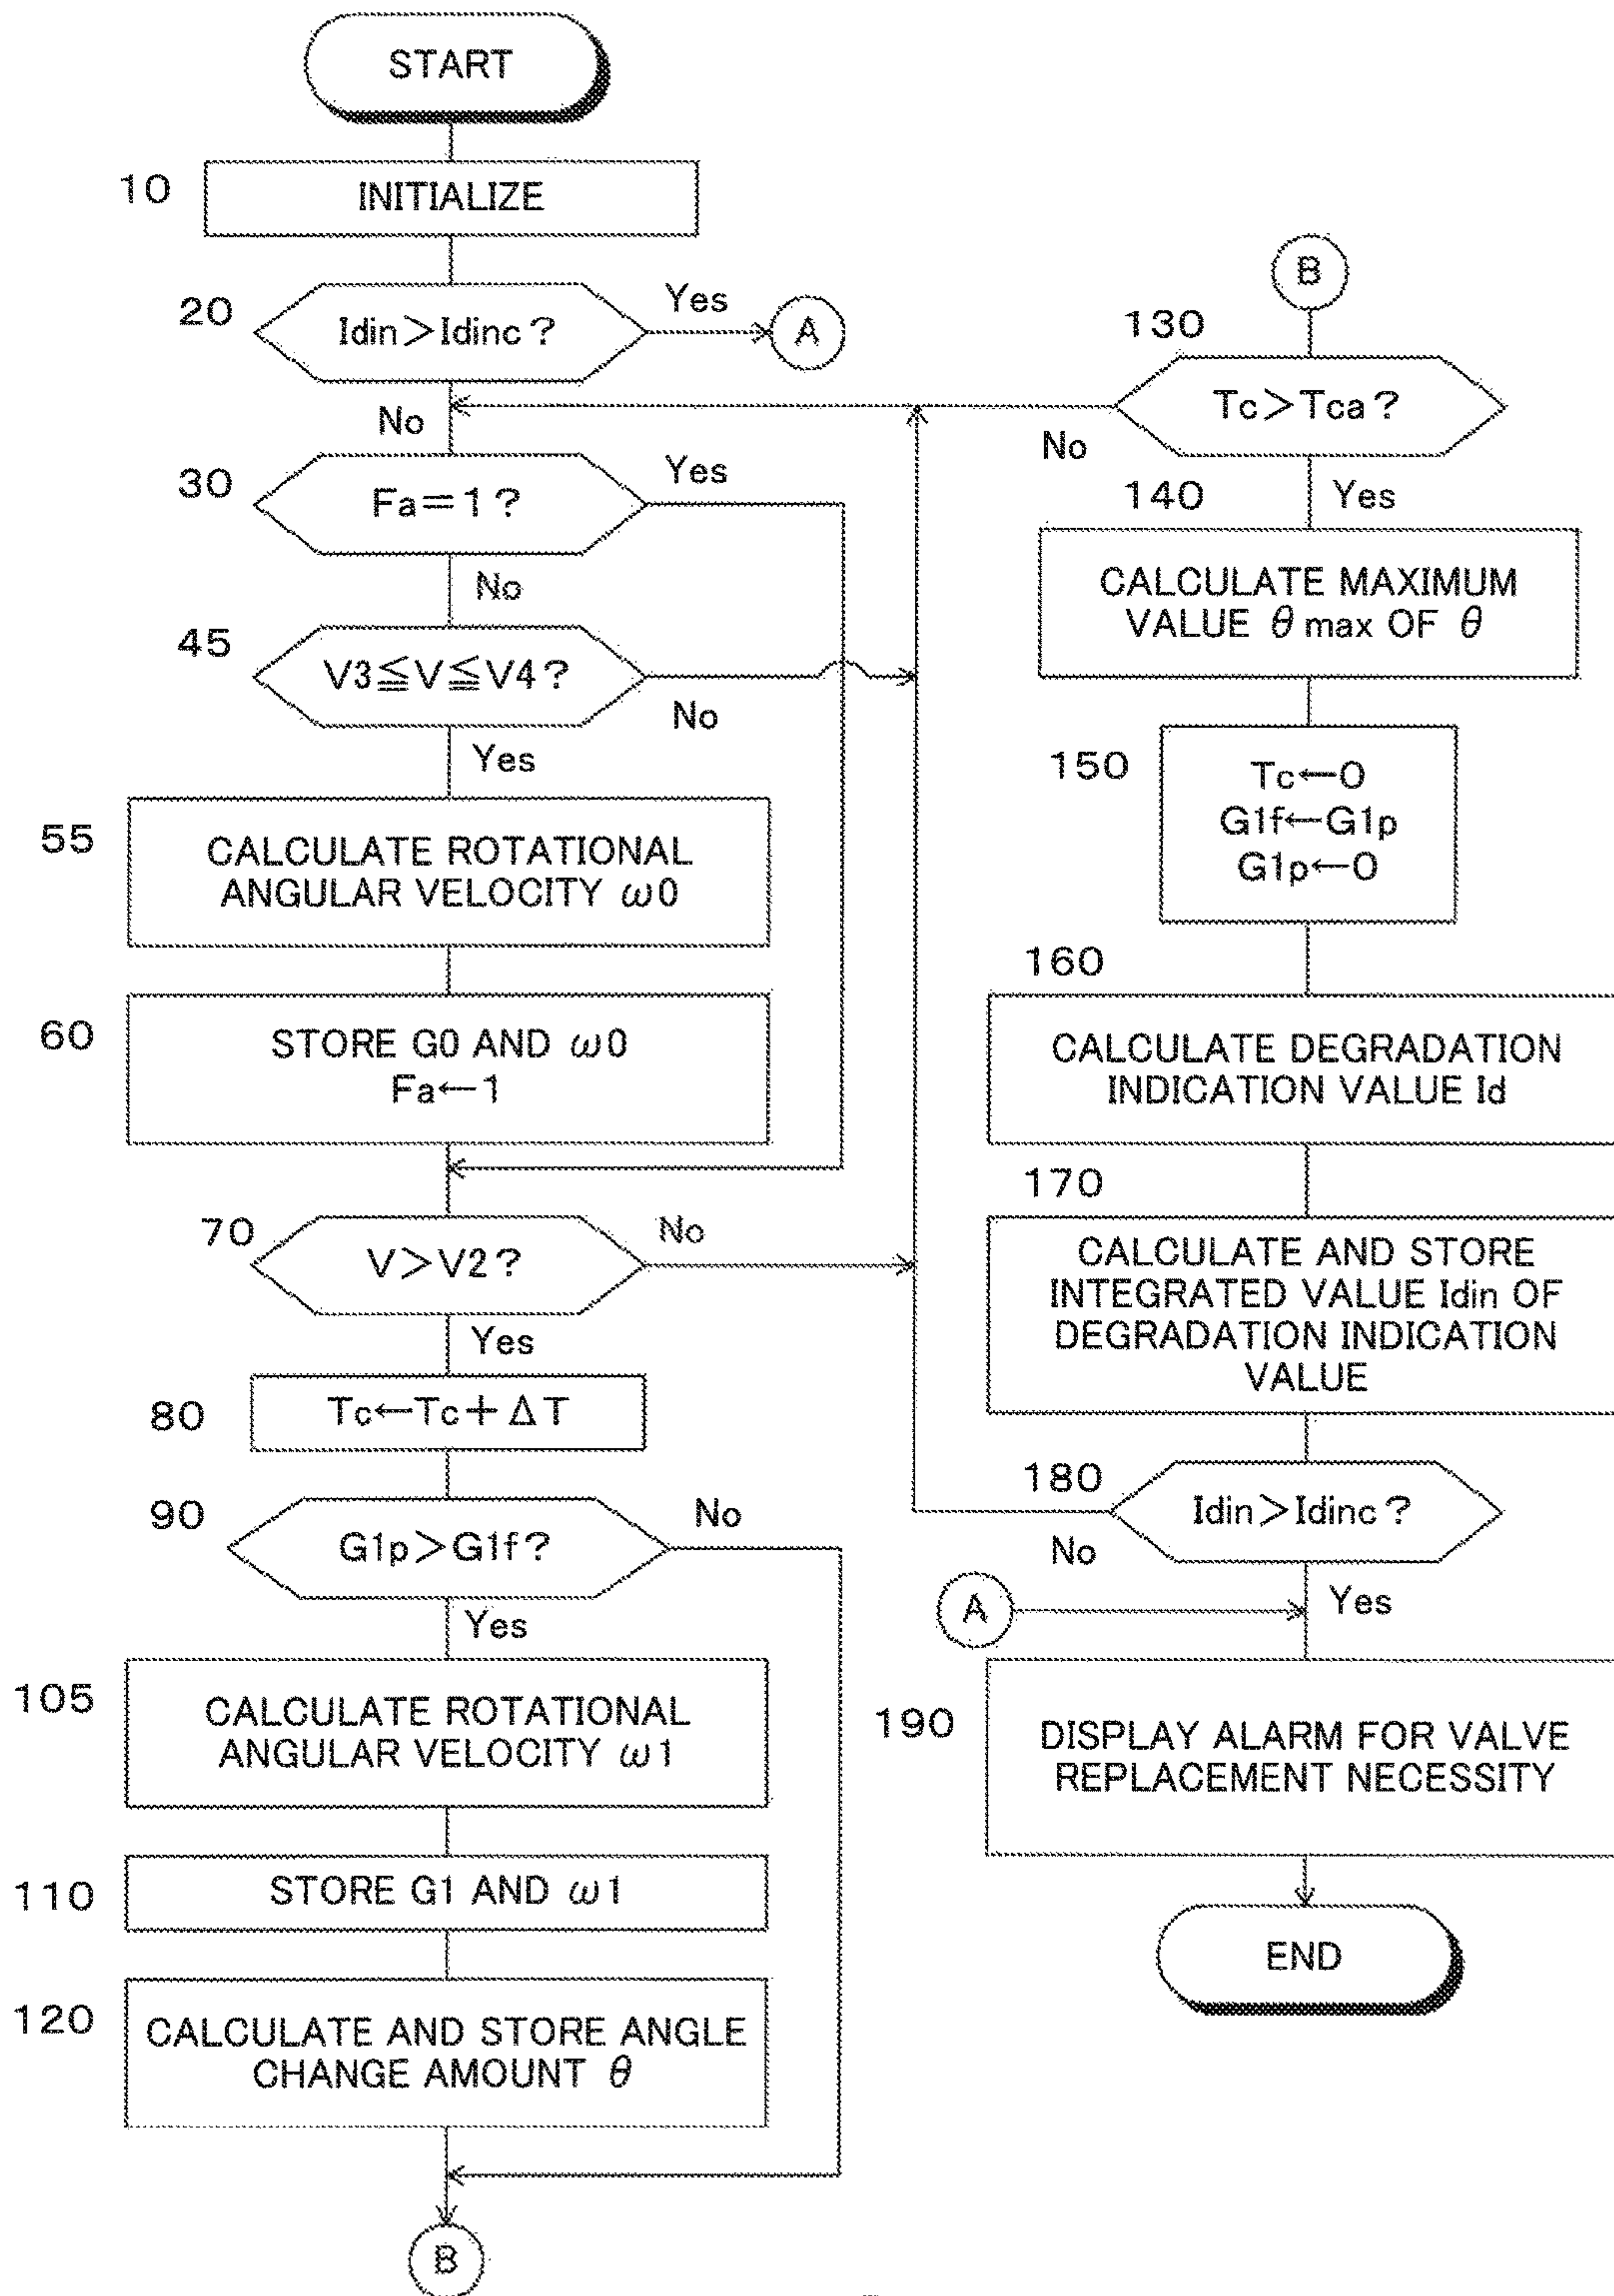 START
10
INITIALIZE
20
Idin＞Idinc？
Yes
A
No
30
Fa＝1？
Yes
No
45
V3≦V≦V4？
No
Yes
55
CALCULATE ROTATIONAL
ANGULAR VELOCITY ω0
60
STORE G0 AND ω0
Fa←1
70
V＞V2？
No
Yes
80
Tc←Tc＋ΔT
90
G1p＞G1f？
No
Yes
105
CALCULATE ROTATIONAL
ANGULAR VELOCITY ω1
110
STORE G1 AND ω1
120
CALCULATE AND STORE ANGLE
CHANGE AMOUNT θ
B
B
130
Tc＞Tca？
No
Yes
140
CALCULATE MAXIMUM
VALUE θmax OF θ
150
Tc←0
G1f←G1p
G1p←0
160
CALCULATE DEGRADATION
INDICATION VALUE Id
170
CALCULATE AND STORE
INTEGRATED VALUE Idin OF
DEGRADATION INDICATION
VALUE
180
Idin＞Idinc？
No
Yes
A
190
DISPLAY ALARM FOR VALVE
REPLACEMENT NECESSITY
END